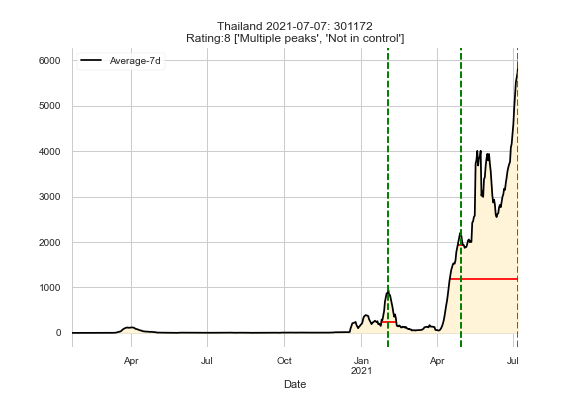 Thailand 2021-07-07: 301172
Rating:8 ['Multiple peaks', 'Not in control']
Average-7d
6000
5000
4000
3000
2000
1000
0
Apr Jul Oct Jan Apr Jul
2021
Date